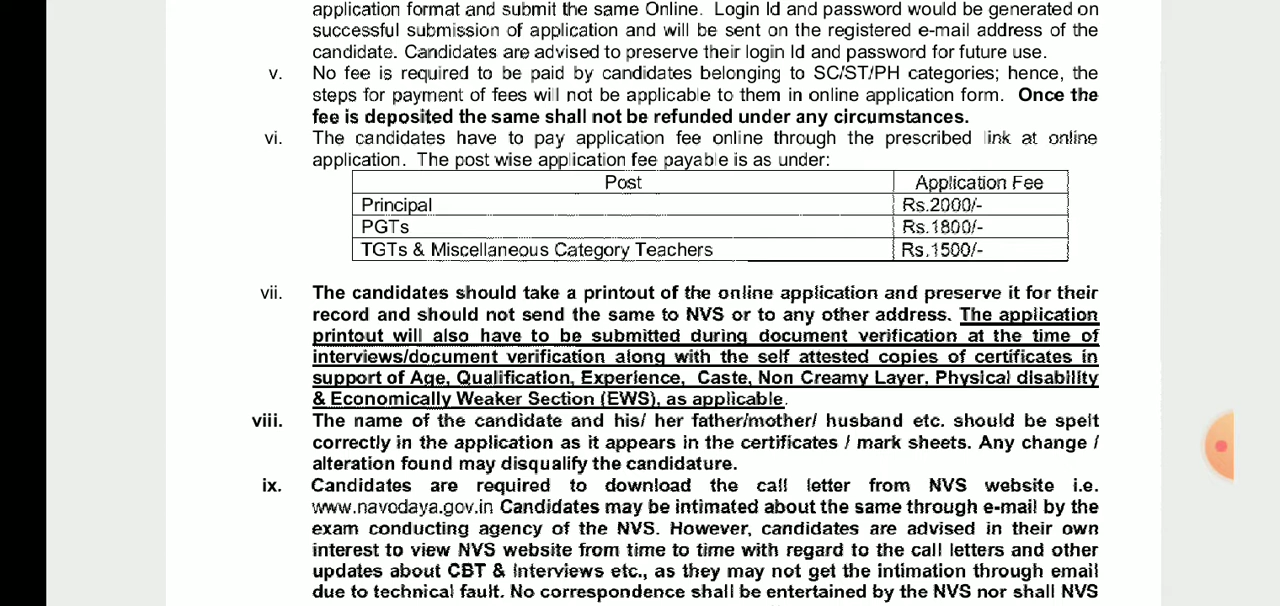 application format and submit the same Online. Login Id and password would be generated on
successful submission of application and will be sent on the registered e-mail address of the
candidate. Candidates are advised to preserve their login Id and password for future use.
v. No fee is required to be paid by candidates belonging to SC/ST/PH categories; hence, the
steps for payment of fees will not be applicable to them in online application form. Once the
fee is deposited the same shall not be refunded under any circumstances.
vi. The candidates have to pay application fee online through the prescribed link at online
application. The post wise application fee payable is as under:
Post Application Fee
Principal Rs.2000/-
PGTs Rs.1800/-
TGTs & Miscellaneous Category Teachers Rs.1500/-
vii. The candidates should take a printout of the online application and preserve it for their
record and should not send the same to NVS or to any other address. The application
printout will also have to be submitted during document verification at the time of
interviews/document verification along with the self attested copies of certificates in
support of Age, Qualification, Experience, Caste, Non Creamy Layer, Physical disability
& Economically Weaker Section (EWS), as applicable.
viii. The name of the candidate and his/ her father/mother/ husband etc. should be spelt
correctly in the application as it appears in the certificates / mark sheets. Any change /
alteration found may disqualify the candidature.
ix. Candidates are required to download the call letter from NVS website i.e.
www.navodaya.gov.in Candidates may be intimated about the same through e-mail by the
exam conducting agency of the NVS. However, candidates are advised in their own
interest to view NVS website from time to time with regard to the call letters and other
updates about CBT & Interviews etc., as they may not get the intimation through email
due to technical fault. No correspondence shall be entertained by the NVS nor shall NVS